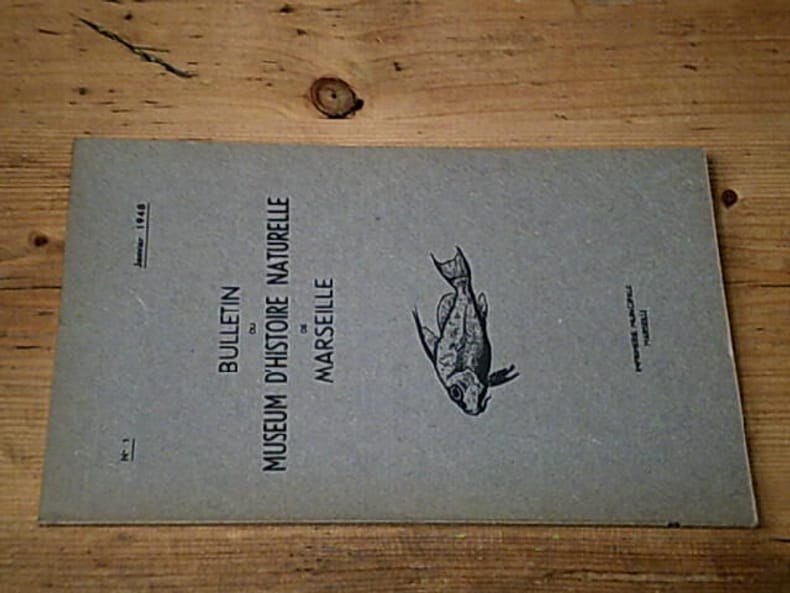 N° 1
Janvier 1948
BULLETIN
DU
MUSEUM D'HISTOIRE NATURELLE
DE
MARSEILLE
IMPRIMERIE MUNICIPALE
MARSEILLE